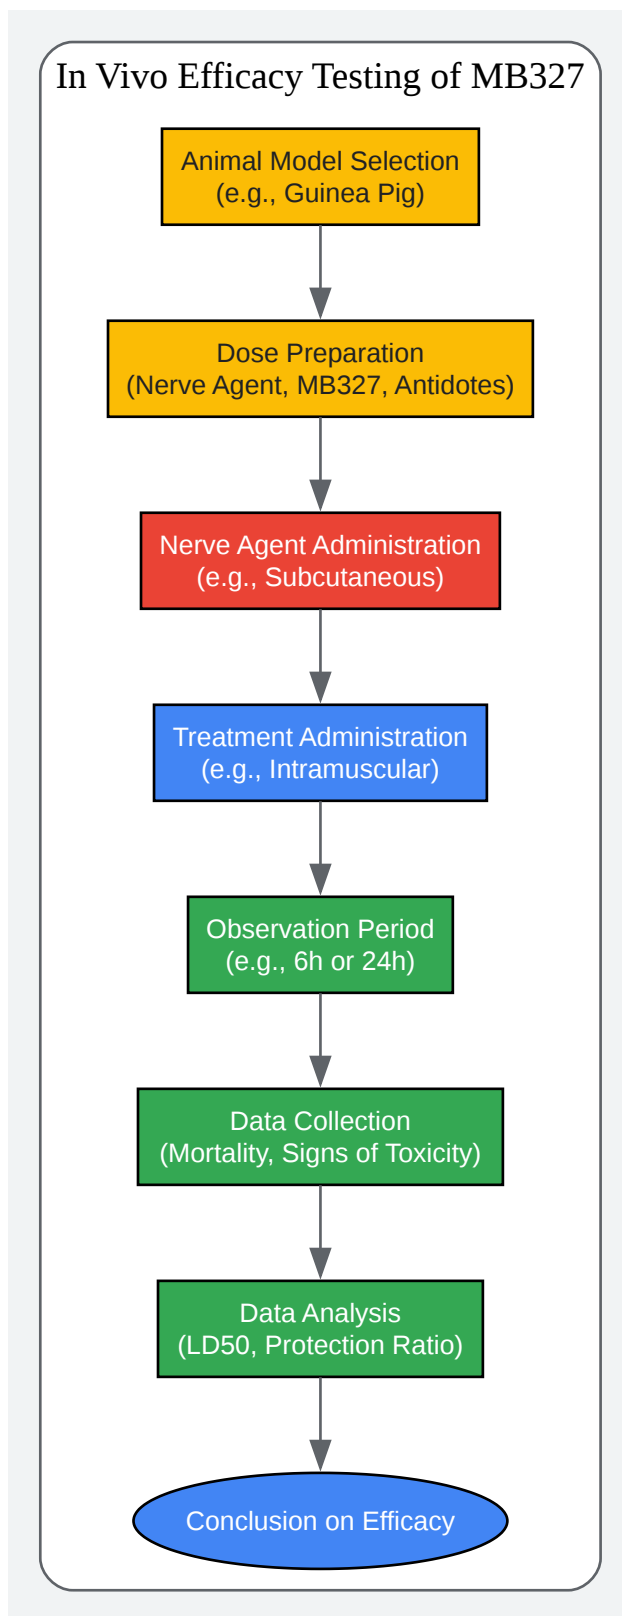 In Vivo Efficacy Testing of MB327
Animal Model Selection
(e.g., Guinea Pig)
Dose Preparation
(Nerve Agent, MB327, Antidotes)
Nerve Agent Administration
(e.g., Subcutaneous)
Treatment Administration
(e.g., Intramuscular)
Observation Period
(e.g., 6h or 24h)
Data Collection
(Mortality, Signs of Toxicity)
Data Analysis
(LD50, Protection Ratio)
Conclusion on Efficacy